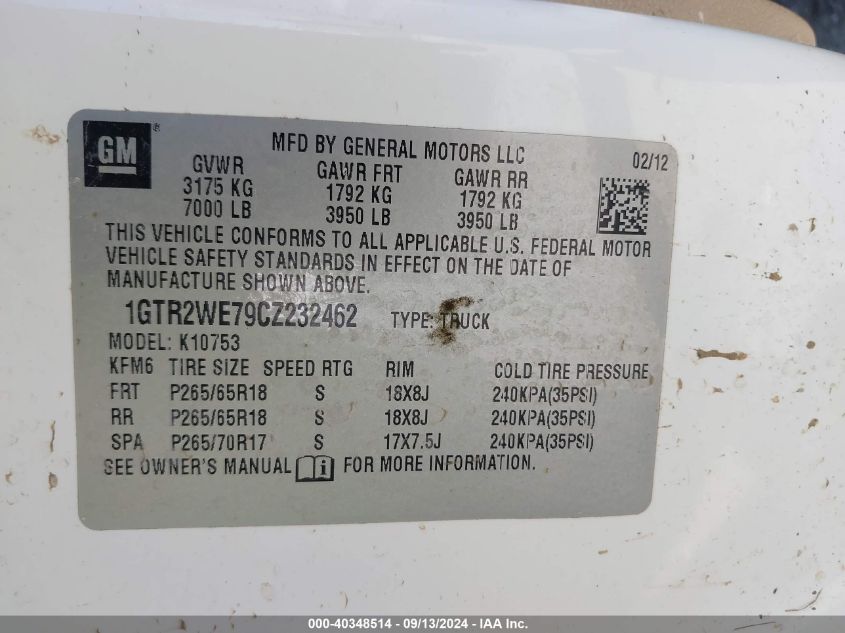 GM ®
MFD BY GENERAL MOTORS LLC 02/12
GVWR GAWR FRT GAWR RR
3175 KG 1792 KG 1792 KG
7000 LB 3950 LB 3950 LB
THIS VEHICLE CONFORMS TO ALL APPLICABLE U.S. FEDERAL MOTOR
VEHICLE SAFETY STANDARDS IN EFFECT ON THE DATE OF
MANUFACTURE SHOWN ABOVE.
1GTR2WE79CZ232462 TYPE: TRUCK
MODEL: K10753
KFM6 TIRE SIZE SPEED RTG RIM COLD TIRE PRESSURE
FRT P265/65R18 S 18X8J 240KPA(35PSI)
RR P265/65R18 S 18X8J 240KPA(35PSI)
SPA P265/70R17 S 17X7.5J 240KPA(35PSI)
SEE OWNER'S MANUAL i FOR MORE INFORMATION.
000-40348514 - 09/13/2024 - IAA Inc.